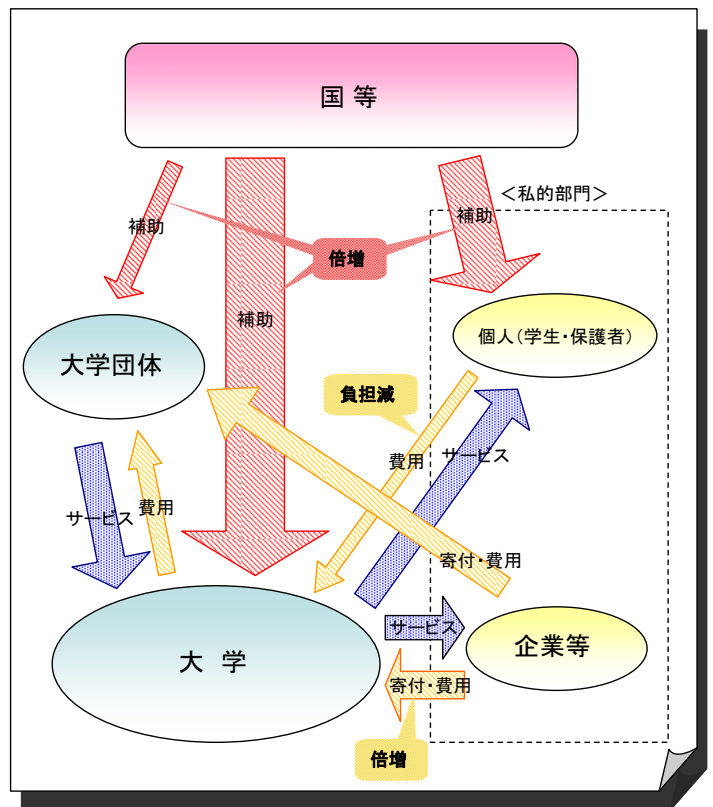 国 等
＜私的部門＞
補助
補助
倍増
補助
個人（学生・保護者）
大学団体
負担減
費用
サービス
サービス
費用
寄付・費用
サービス
企業等
大 学
寄付・費用
倍増